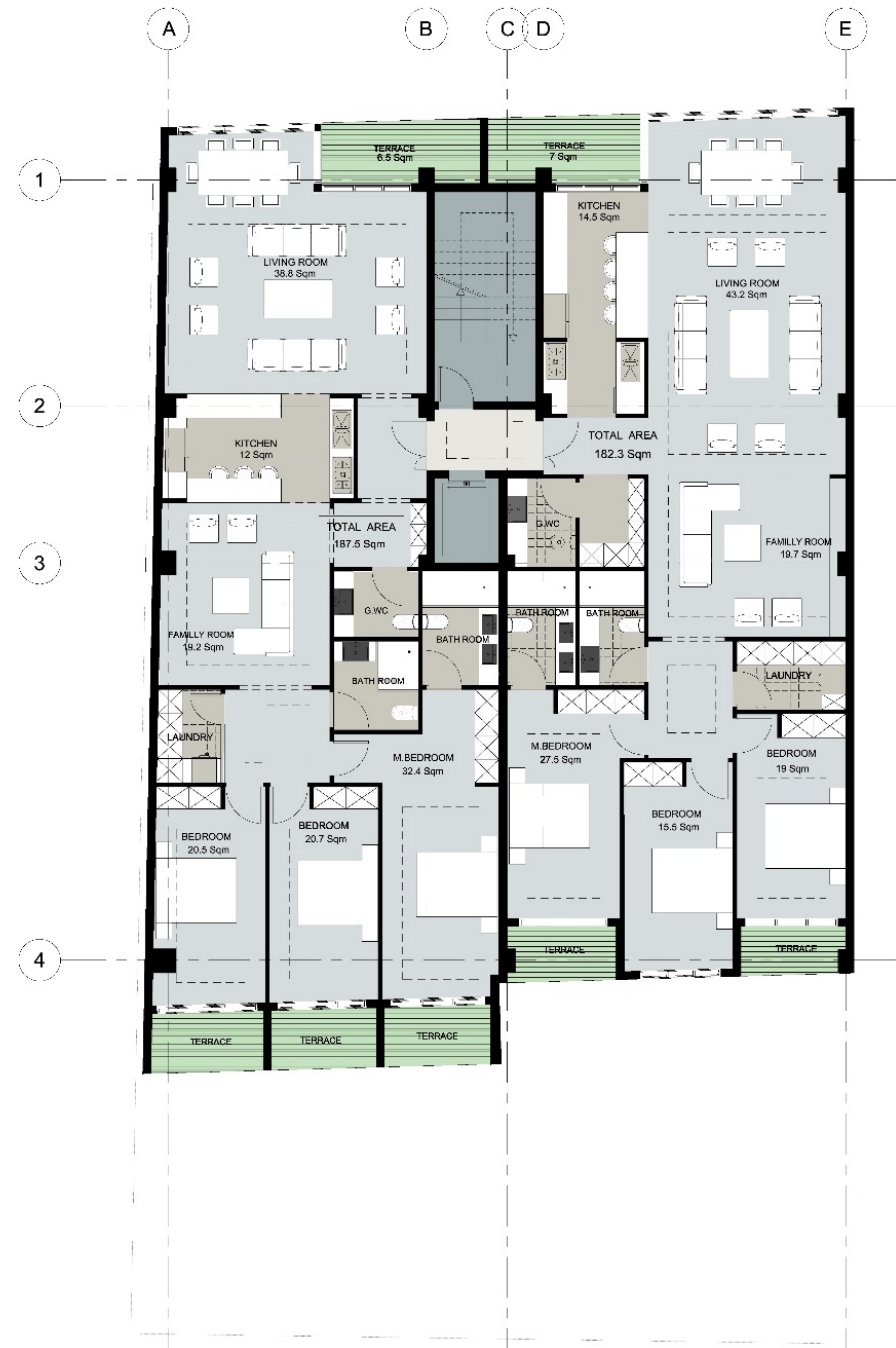 A
B
C
D
E
TERRACE
6.5 Sqm
TERRACE
7 Sqm
1
KITCHEN
14.5 Sqm
LIVING ROOM
38.8 Sqm
LIVING ROOM
43.2 Sqm
2
KITCHEN
12 Sqm
TOTAL AREA
182.3 Sqm
90
TOTAL AREA
187.5 Sqm
G.WC
3
FAMILLY ROOM
19.7 Sqm
G.WC
FAMILLY ROOM
19.2 Sqm
BATH ROOM
BATH ROOM
BATH ROOM
BATH ROOM
LAUNDRY
LAUNDRY
M.BEDROOM
32.4 Sqm
M.BEDROOM
27.5 Sqm
BEDROOM
19 Sqm
BEDROOM
20.5 Sqm
BEDROOM
20.7 Sqm
BEDROOM
15.5 Sqm
TERRACE
TERRACE
4
TERRACE
TERRACE
TERRACE